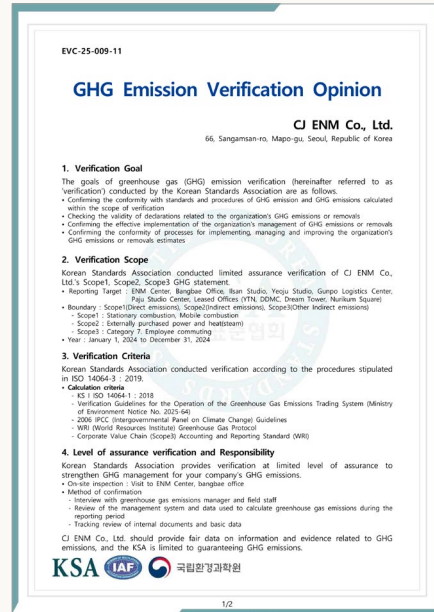 EVC-25-009-11
GHG Emission Verification Opinion
CJ ENM Co., Ltd.
66, Sangamsan-ro, Mapo-gu, Seoul, Republic of Korea
1. Verification Goal
The goals of greenhouse gas (GHG) emission verification (hereinafter referred to as
'verification') conducted by the Korean Standards Association are as follows.
• Confirming the conformity with standards and procedures of GHG emission and GHG emissions calculated
within the scope of verification
• Checking the validity of declarations related to the organization's GHG emissions or removals
• Confirming the effective implementation of the organization's management of GHG emissions or removals
• Confirming the conformity of processes for implementing, managing and improving the organization's
GHG emissions or removals estimates
2. Verification Scope
Korean Standards Association conducted limited assurance verification of CJ ENM Co.,
Ltd.'s Scope1, Scope2, Scope3 GHG statement.
• Reporting Target : ENM Center, Bangbae Office, Ilsan Studio, Yeoju Studio, Gunpo Logistics Center,
Paju Studio Center, Leased Offices (YTN, DDMC, Dream Tower, Nurikum Square)
• Boundary : Scope1(Direct emissions), Scope2(Indirect emissions), Scope3(Other Indirect emissions)
- Scope1 : Stationary combustion, Mobile combustion
- Scope2 : Externally purchased power and heat(steam)
- Scope3 : Category 7. Employee commuting
• Year : January 1, 2024 to December 31, 2024
3. Verification Criteria
Korean Standards Association conducted verification according to the procedures stipulated
in ISO 14064-3 : 2019.
• Calculation criteria
- KS I ISO 14064-1 : 2018
- Verification Guidelines for the Operation of the Greenhouse Gas Emissions Trading System (Ministry
of Environment Notice No. 2025-64)
- 2006 IPCC (Intergovernmental Panel on Climate Change) Guidelines
- WRI (World Resources Institute) Greenhouse Gas Protocol
- Corporate Value Chain (Scope3) Accounting and Reporting Standard (WRI)
4. Level of assurance verification and Responsibility
Korean Standards Association provides verification at limited level of assurance to
strengthen GHG management for your company's GHG emissions.
• On-site inspection : Visit to ENM Center, bangbae office
• Method of confirmation
- Interview with greenhouse gas emissions manager and field staff
- Review of the management system and data used to calculate greenhouse gas emissions during the
reporting period
- Tracking review of internal documents and basic data
CJ ENM Co., Ltd. should provide fair data on information and evidence related to GHG
emissions, and the KSA is limited to guaranteeing GHG emissions.
KSA IAF 국립환경과학원
1/2